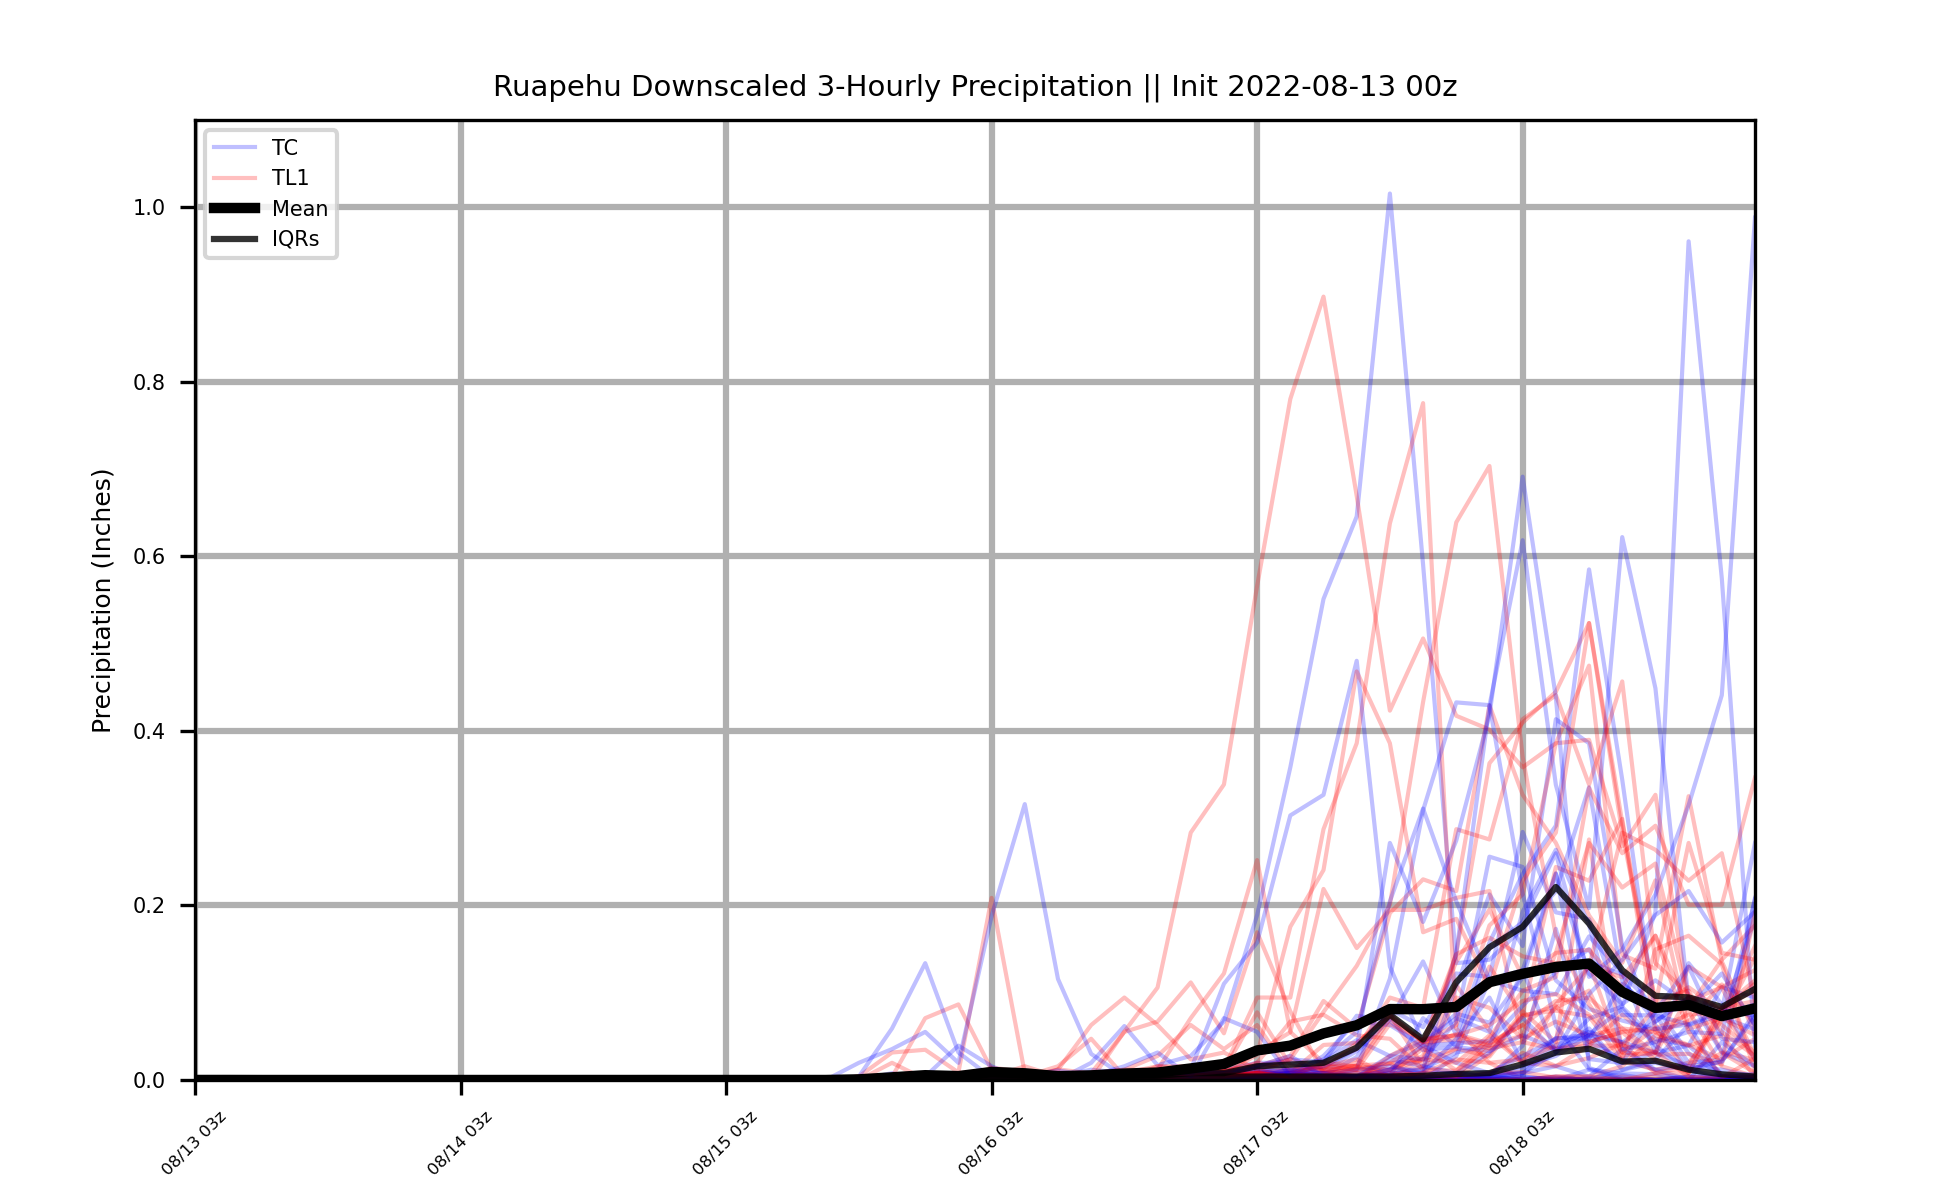 Ruapehu Downscaled 3-Hourly Precipitation || Init 2022-08-13 00z
TC
TL1
Mean
IQRs
Precipitation (Inches)
1.0
0.8
0.6
0.4
0.2
0.0
08/13 03z
08/14 03z
08/15 03z
08/16 03z
08/17 03z
08/18 03z